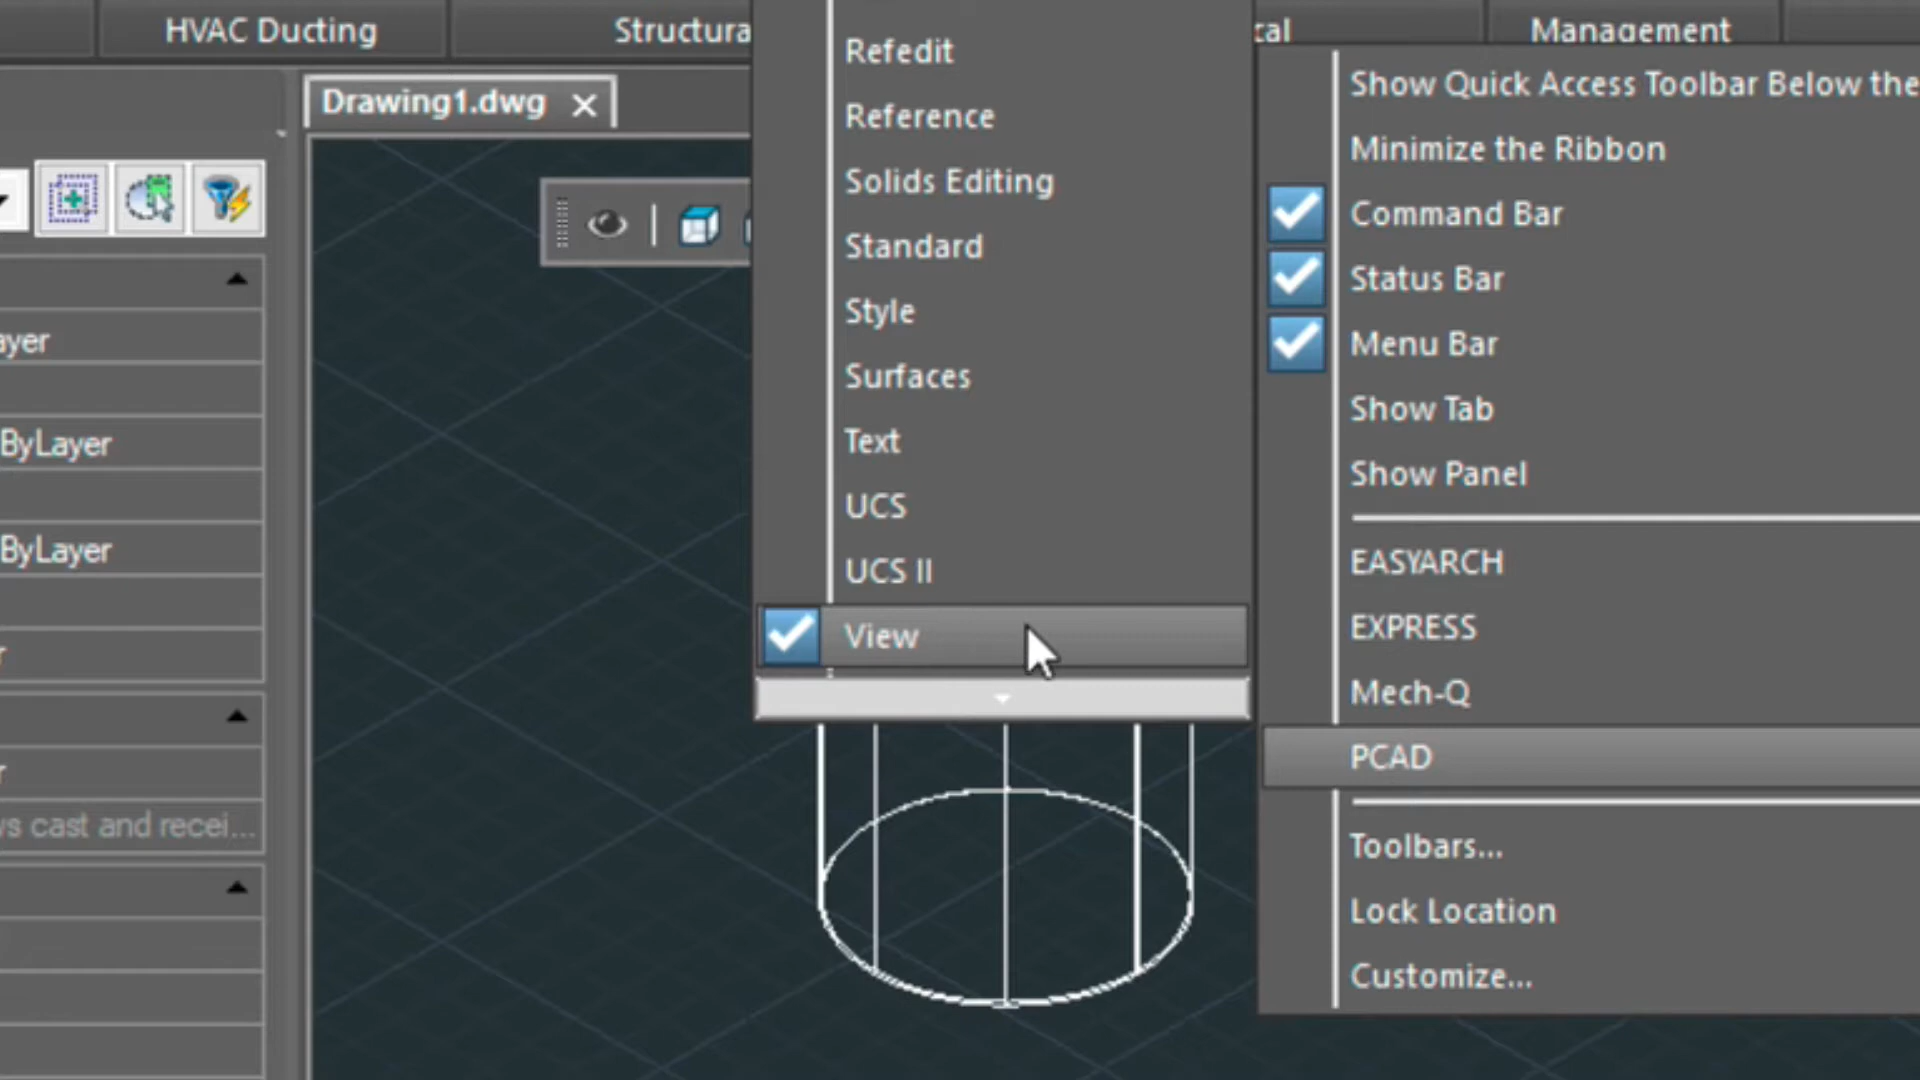 HVAC Ducting
Structura
cal
Management
Drawing1.dwg
ayer
ByLayer
ByLayer
r
r
ws cast and recei...
Refedit
Reference
Solids Editing
Standard
Style
Surfaces
Text
UCS
UCS II
View
Show Quick Access Toolbar Below the
Minimize the Ribbon
Command Bar
Status Bar
Menu Bar
Show Tab
Show Panel
EASYARCH
EXPRESS
Mech-Q
PCAD
Toolbars...
Lock Location
Customize...